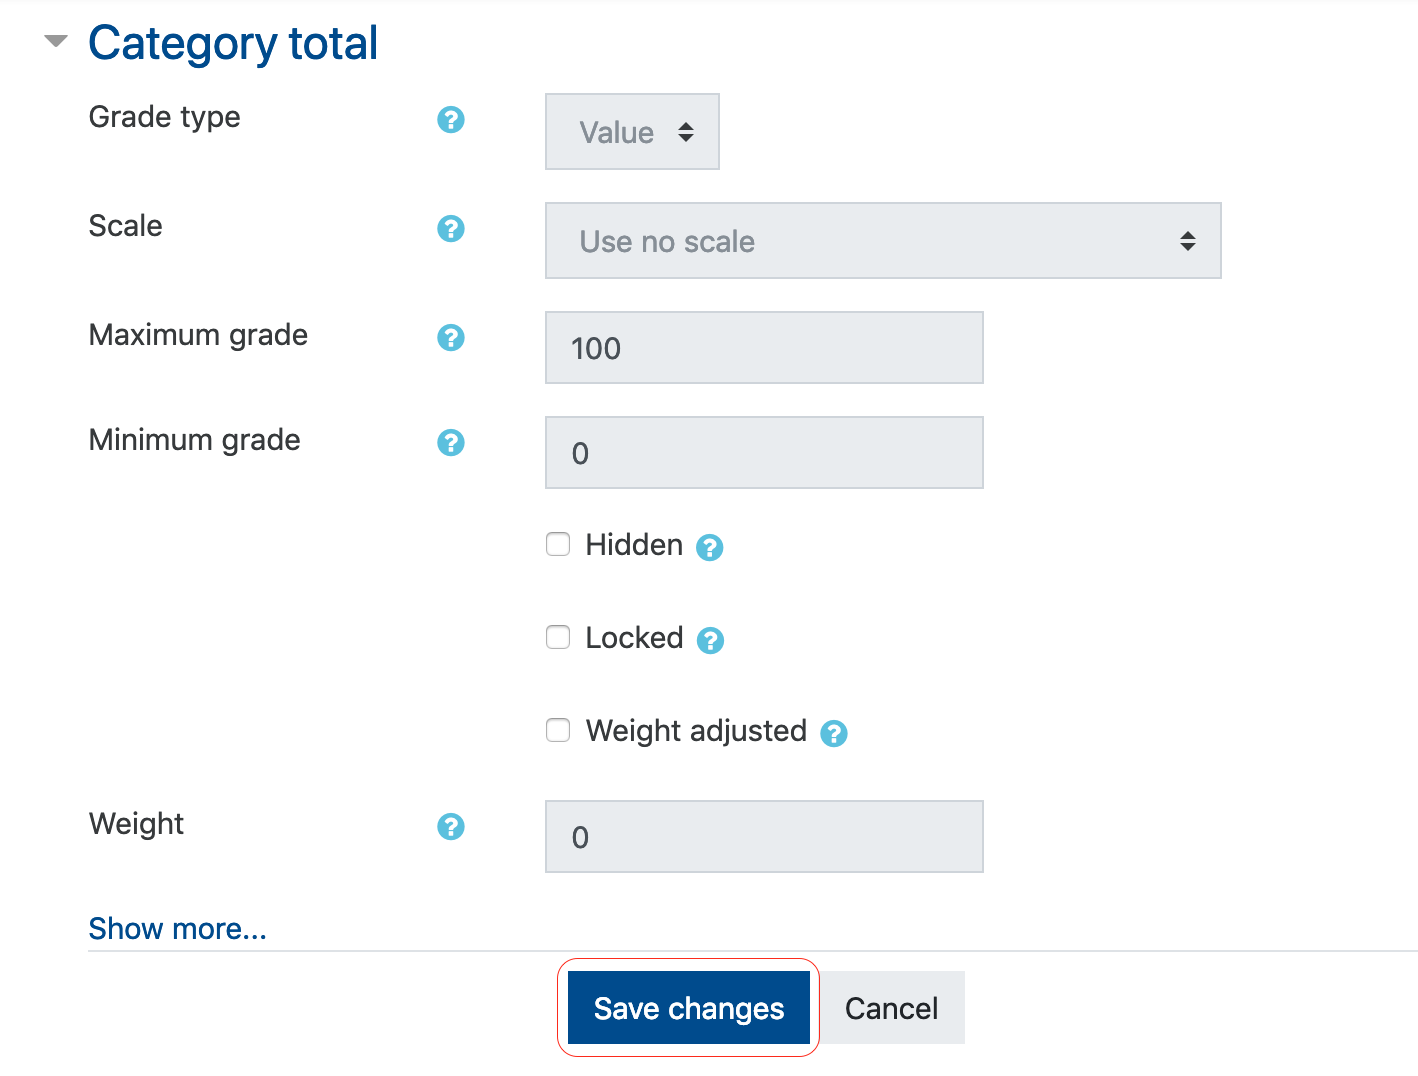 Category total
Grade type ? Value
Scale ? Use no scale
Maximum grade ? 100
Minimum grade ? 0
Hidden ?
Locked ?
Weight adjusted ?
Weight ? 0
Show more...
Save changes Cancel